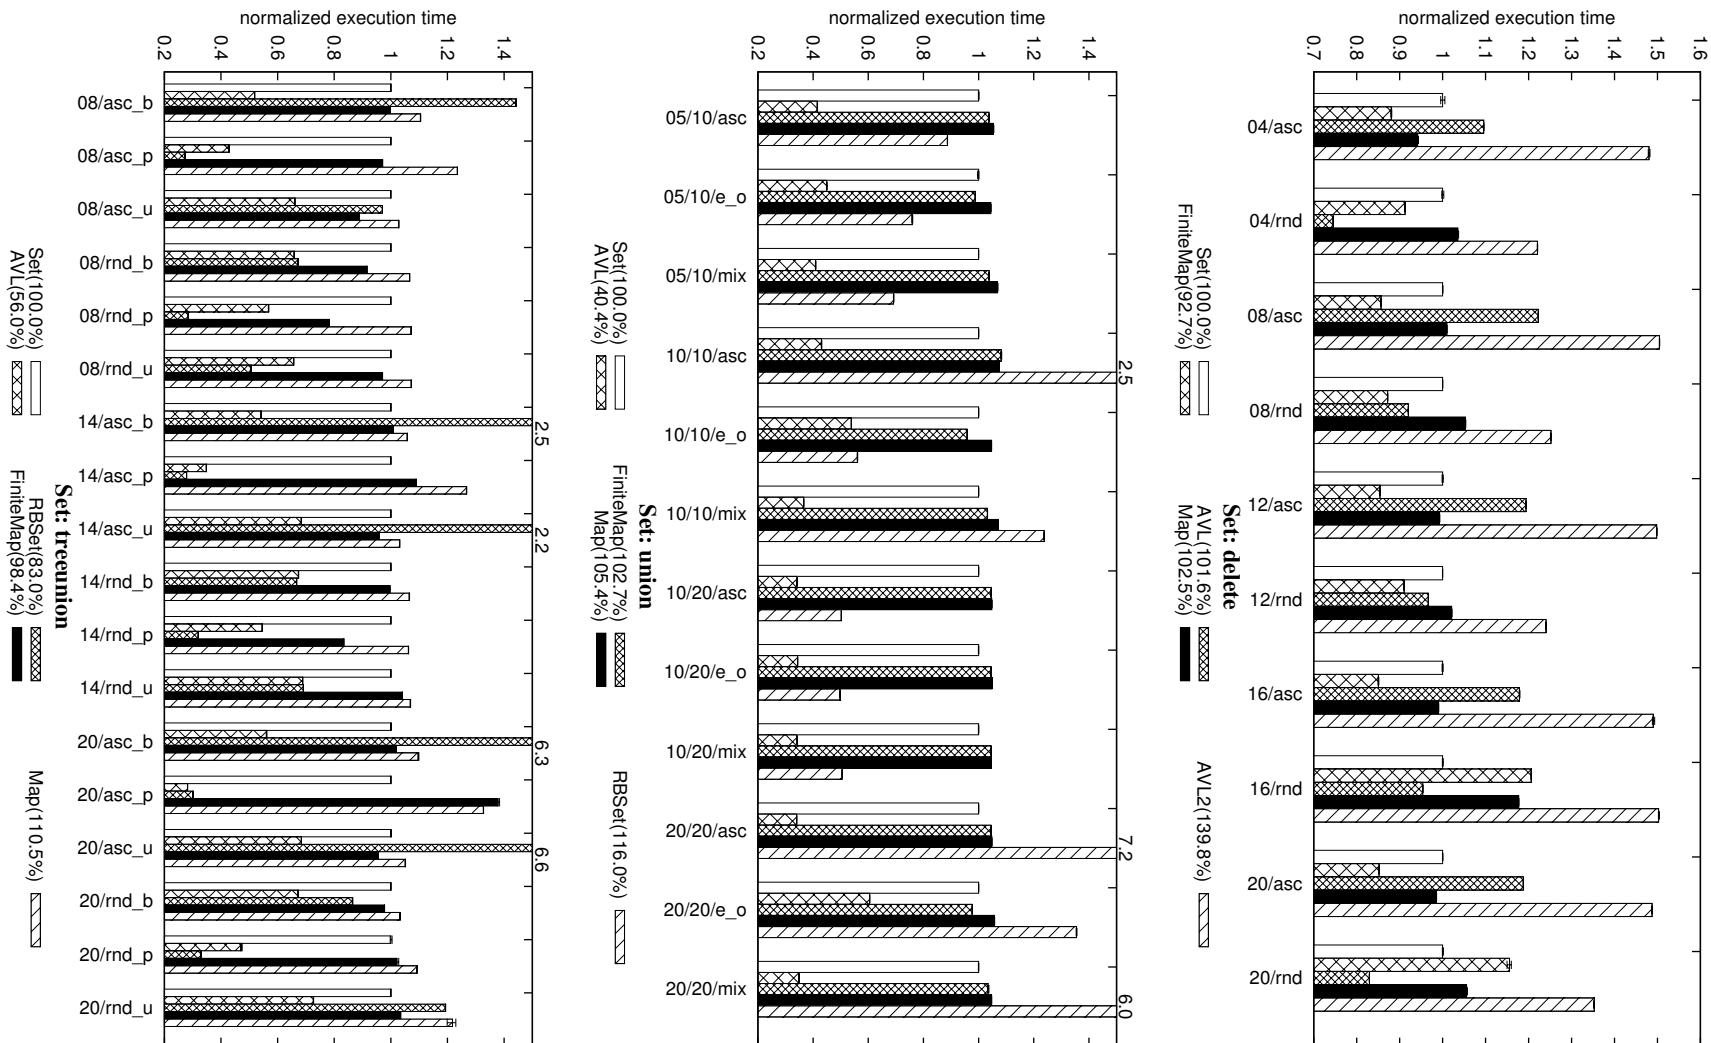 normalized execution time
0.2
0.4
0.6
0.8
1
1.2
1.4
08/asc_b
08/asc_p
08/asc_u
08/rnd_b
08/rnd_p
08/rnd_u
14/asc_b
2.5
14/asc_p
14/asc_u
2.2
14/rnd_b
14/rnd_p
14/rnd_u
20/asc_b
6.3
20/asc_p
20/asc_u
6.6
20/rnd_b
20/rnd_p
20/rnd_u
Set: treeunion
Set(100.0%)
AVL(56.0%)
RBSet(83.0%)
FiniteMap(98.4%)
Map(110.5%)
normalized execution time
0.2
0.4
0.6
0.8
1
1.2
1.4
05/10/asc
05/10/e_o
05/10/mix
10/10/asc
2.5
10/10/e_o
10/10/mix
10/20/asc
10/20/e_o
10/20/mix
20/20/asc
7.2
20/20/e_o
20/20/mix
6.0
Set: union
Set(100.0%)
AVL(40.4%)
FiniteMap(102.7%)
Map(105.4%)
RBSet(116.0%)
normalized execution time
0.7
0.8
0.9
1
1.1
1.2
1.3
1.4
1.5
1.6
04/asc
04/rnd
08/asc
08/rnd
12/asc
12/rnd
16/asc
16/rnd
20/asc
20/rnd
Set: delete
Set(100.0%)
FiniteMap(92.7%)
AVL(101.6%)
Map(102.5%)
AVL2(139.8%)